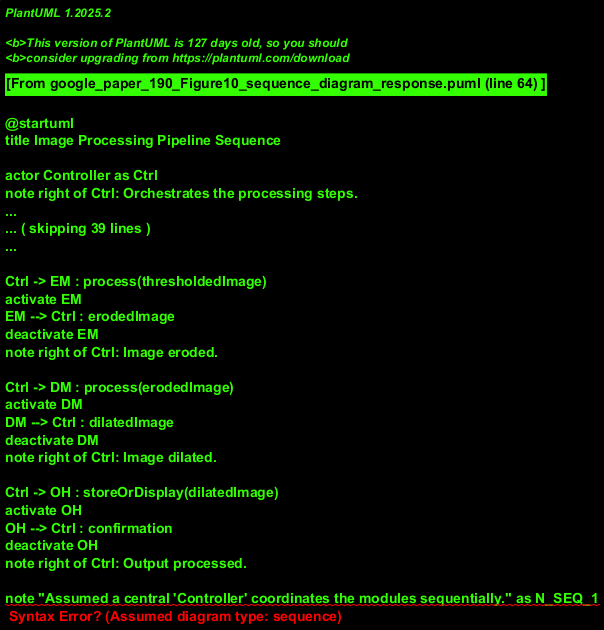 PlantUML 1.2025.2
<b>This version of PlantUML is 127 days old, so you should
<b>consider upgrading from https://plantuml.com/download
[From google_paper_190_Figure10_sequence_diagram_response.puml (line 64) ]
@startuml
title Image Processing Pipeline Sequence
actor Controller as Ctrl
note right of Ctrl: Orchestrates the processing steps.
...
... ( skipping 39 lines )
...
Ctrl -> EM : process(thresholdedImage)
activate EM
EM --> Ctrl : erodedImage
deactivate EM
note right of Ctrl: Image eroded.
Ctrl -> DM : process(erodedImage)
activate DM
DM --> Ctrl : dilatedImage
deactivate DM
note right of Ctrl: Image dilated.
Ctrl -> OH : storeOrDisplay(dilatedImage)
activate OH
OH --> Ctrl : confirmation
deactivate OH
note right of Ctrl: Output processed.
note "Assumed a central 'Controller' coordinates the modules sequentially." as N_SEQ_1
Syntax Error? (Assumed diagram type: sequence)